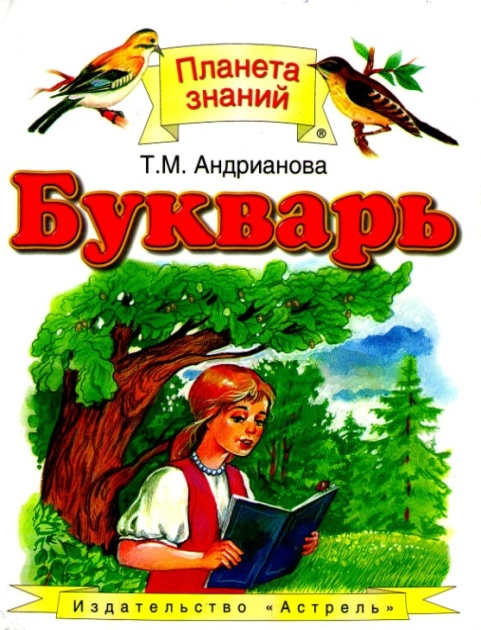 Планета
знаний
®
Т.М. Андрианова
Букварь
Издательство «Астрель»